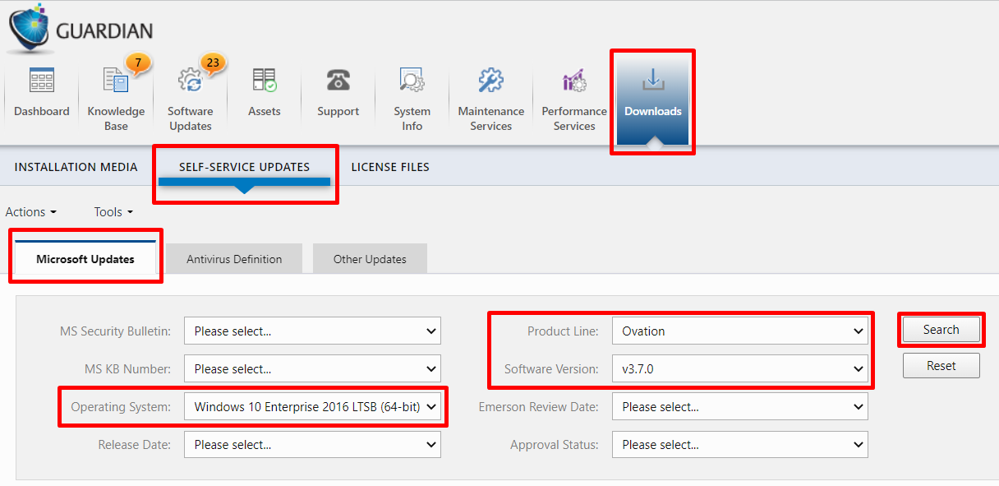 GUARDIAN
7
23
Dashboard
Knowledge
Base
Software
Updates
Assets
Support
System
Info
Maintenance
Services
Performance
Services
Downloads
INSTALLATION MEDIA
SELF-SERVICE UPDATES
LICENSE FILES
Actions
Tools
Microsoft Updates
Antivirus Definition
Other Updates
MS Security Bulletin: Please select...
Product Line: Ovation
Search
MS KB Number: Please select...
Software Version: v3.7.0
Reset
Operating System: Windows 10 Enterprise 2016 LTSB (64-bit)
Emerson Review Date: Please select...
Release Date: Please select...
Approval Status: Please select...